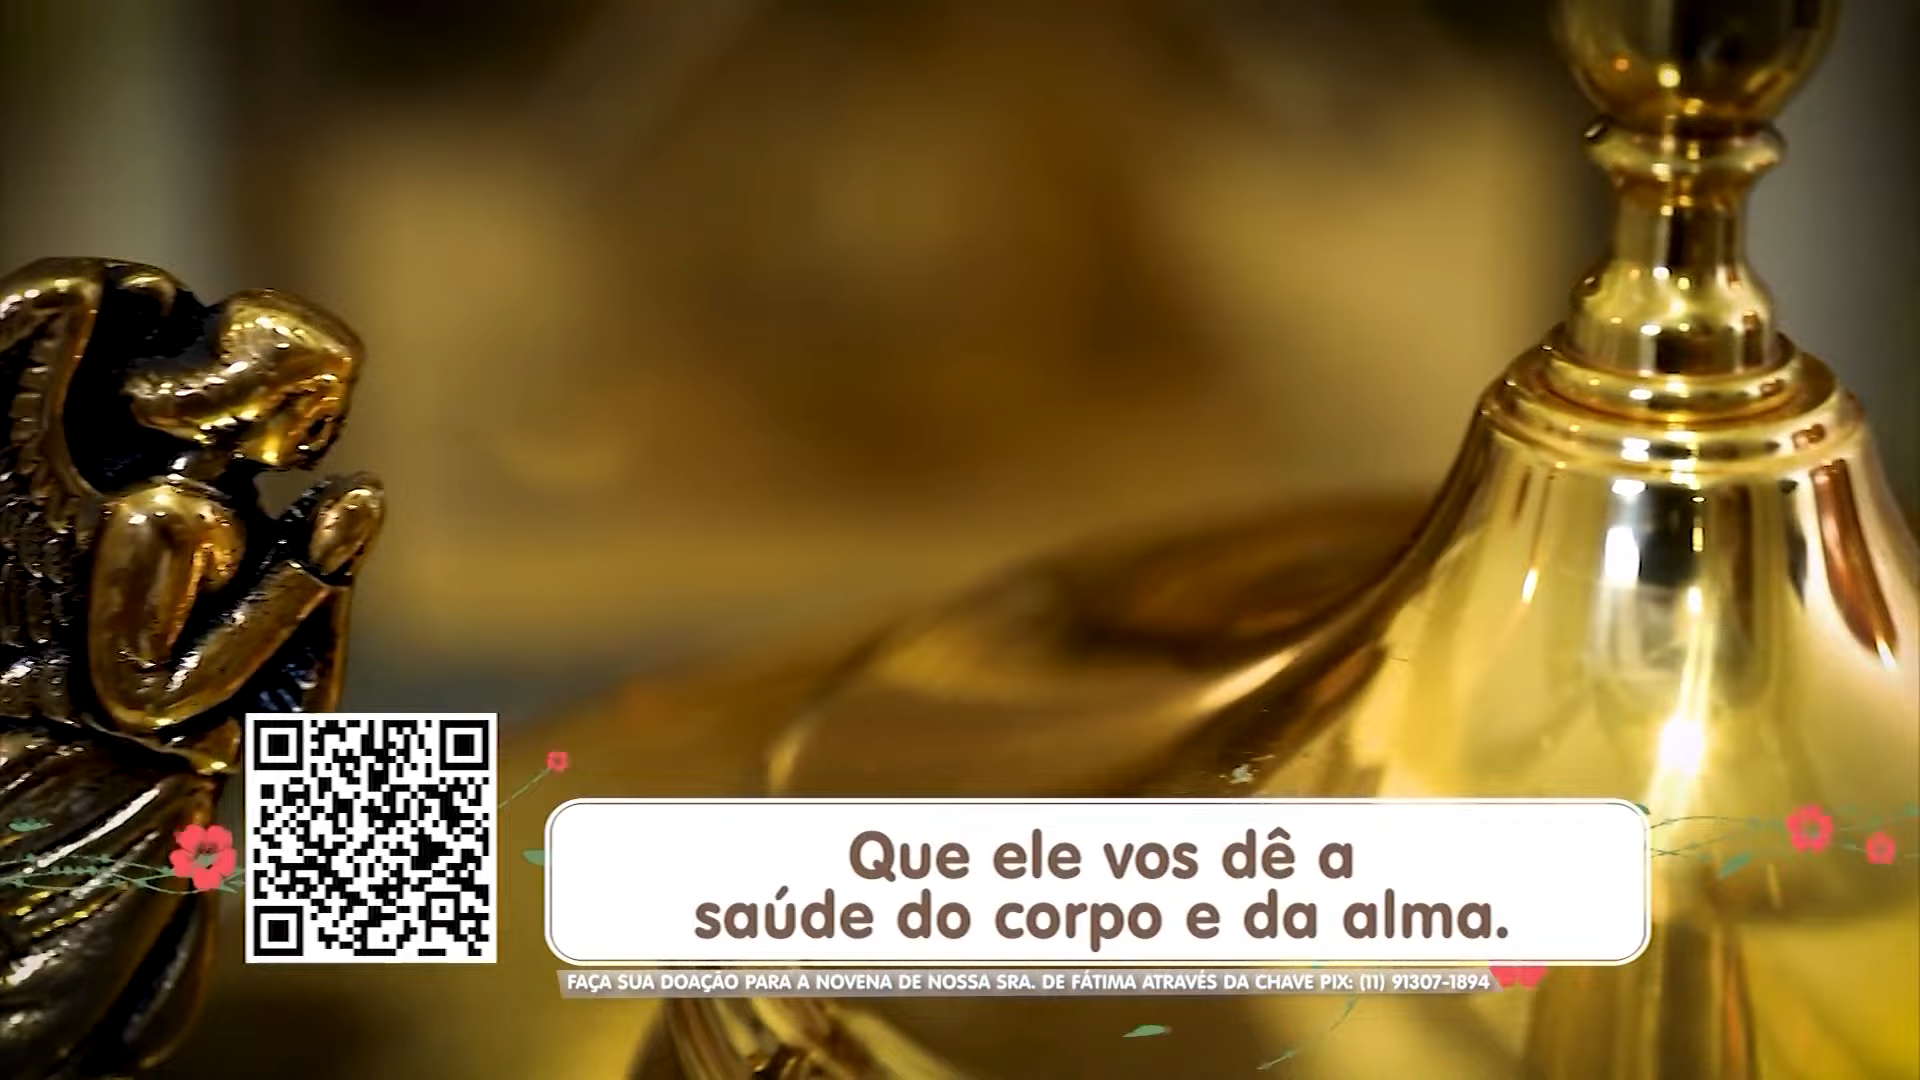 Que ele vos dê a
saúde do corpo e da alma.
FAÇA SUA DOAÇÃO PARA A NOVENA DE NOSSA SRA. DE FÁTIMA ATRAVÉS DA CHAVE PIX: (11) 91307-1894